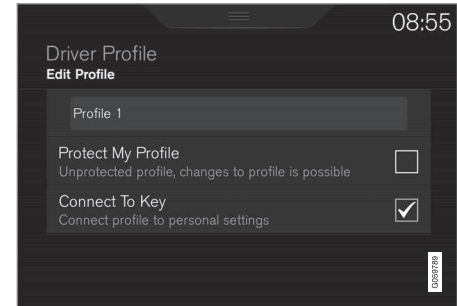 08:55
Driver Profile
Edit Profile
Profile 1
Protect My Profile
Unprotected profile, changes to profile is possible
Connect To Key
Connect profile to personal settings
G059789